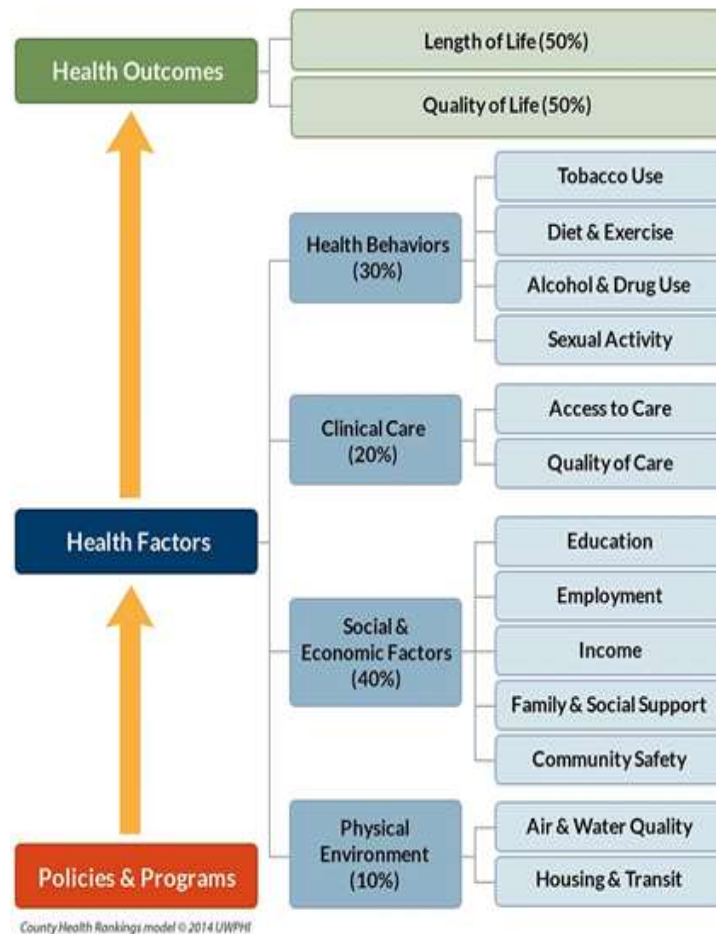 Health Outcomes
Length of Life (50%)
Quality of Life (50%)
Health Factors
Health Behaviors
(30%)
Tobacco Use
Diet & Exercise
Alcohol & Drug Use
Sexual Activity
Clinical Care
(20%)
Access to Care
Quality of Care
Social &
Economic Factors
(40%)
Education
Employment
Income
Family & Social Support
Community Safety
Physical
Environment
(10%)
Air & Water Quality
Housing & Transit
Policies & Programs
County Health Rankings model © 2014 UWPHI